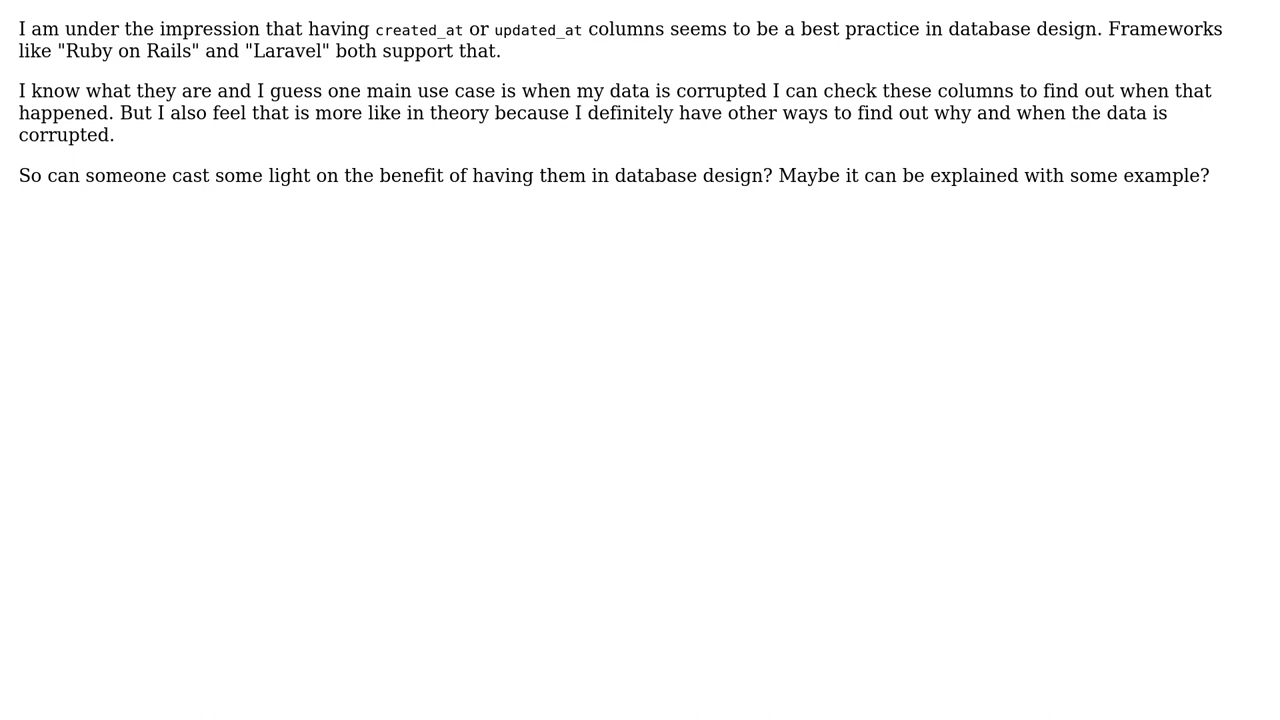 I am under the impression that having created_at or updated_at columns seems to be a best practice in database design. Frameworks
like "Ruby on Rails" and "Laravel" both support that.
I know what they are and I guess one main use case is when my data is corrupted I can check these columns to find out when that
happened. But I also feel that is more like in theory because I definitely have other ways to find out why and when the data is
corrupted.
So can someone cast some light on the benefit of having them in database design? Maybe it can be explained with some example?